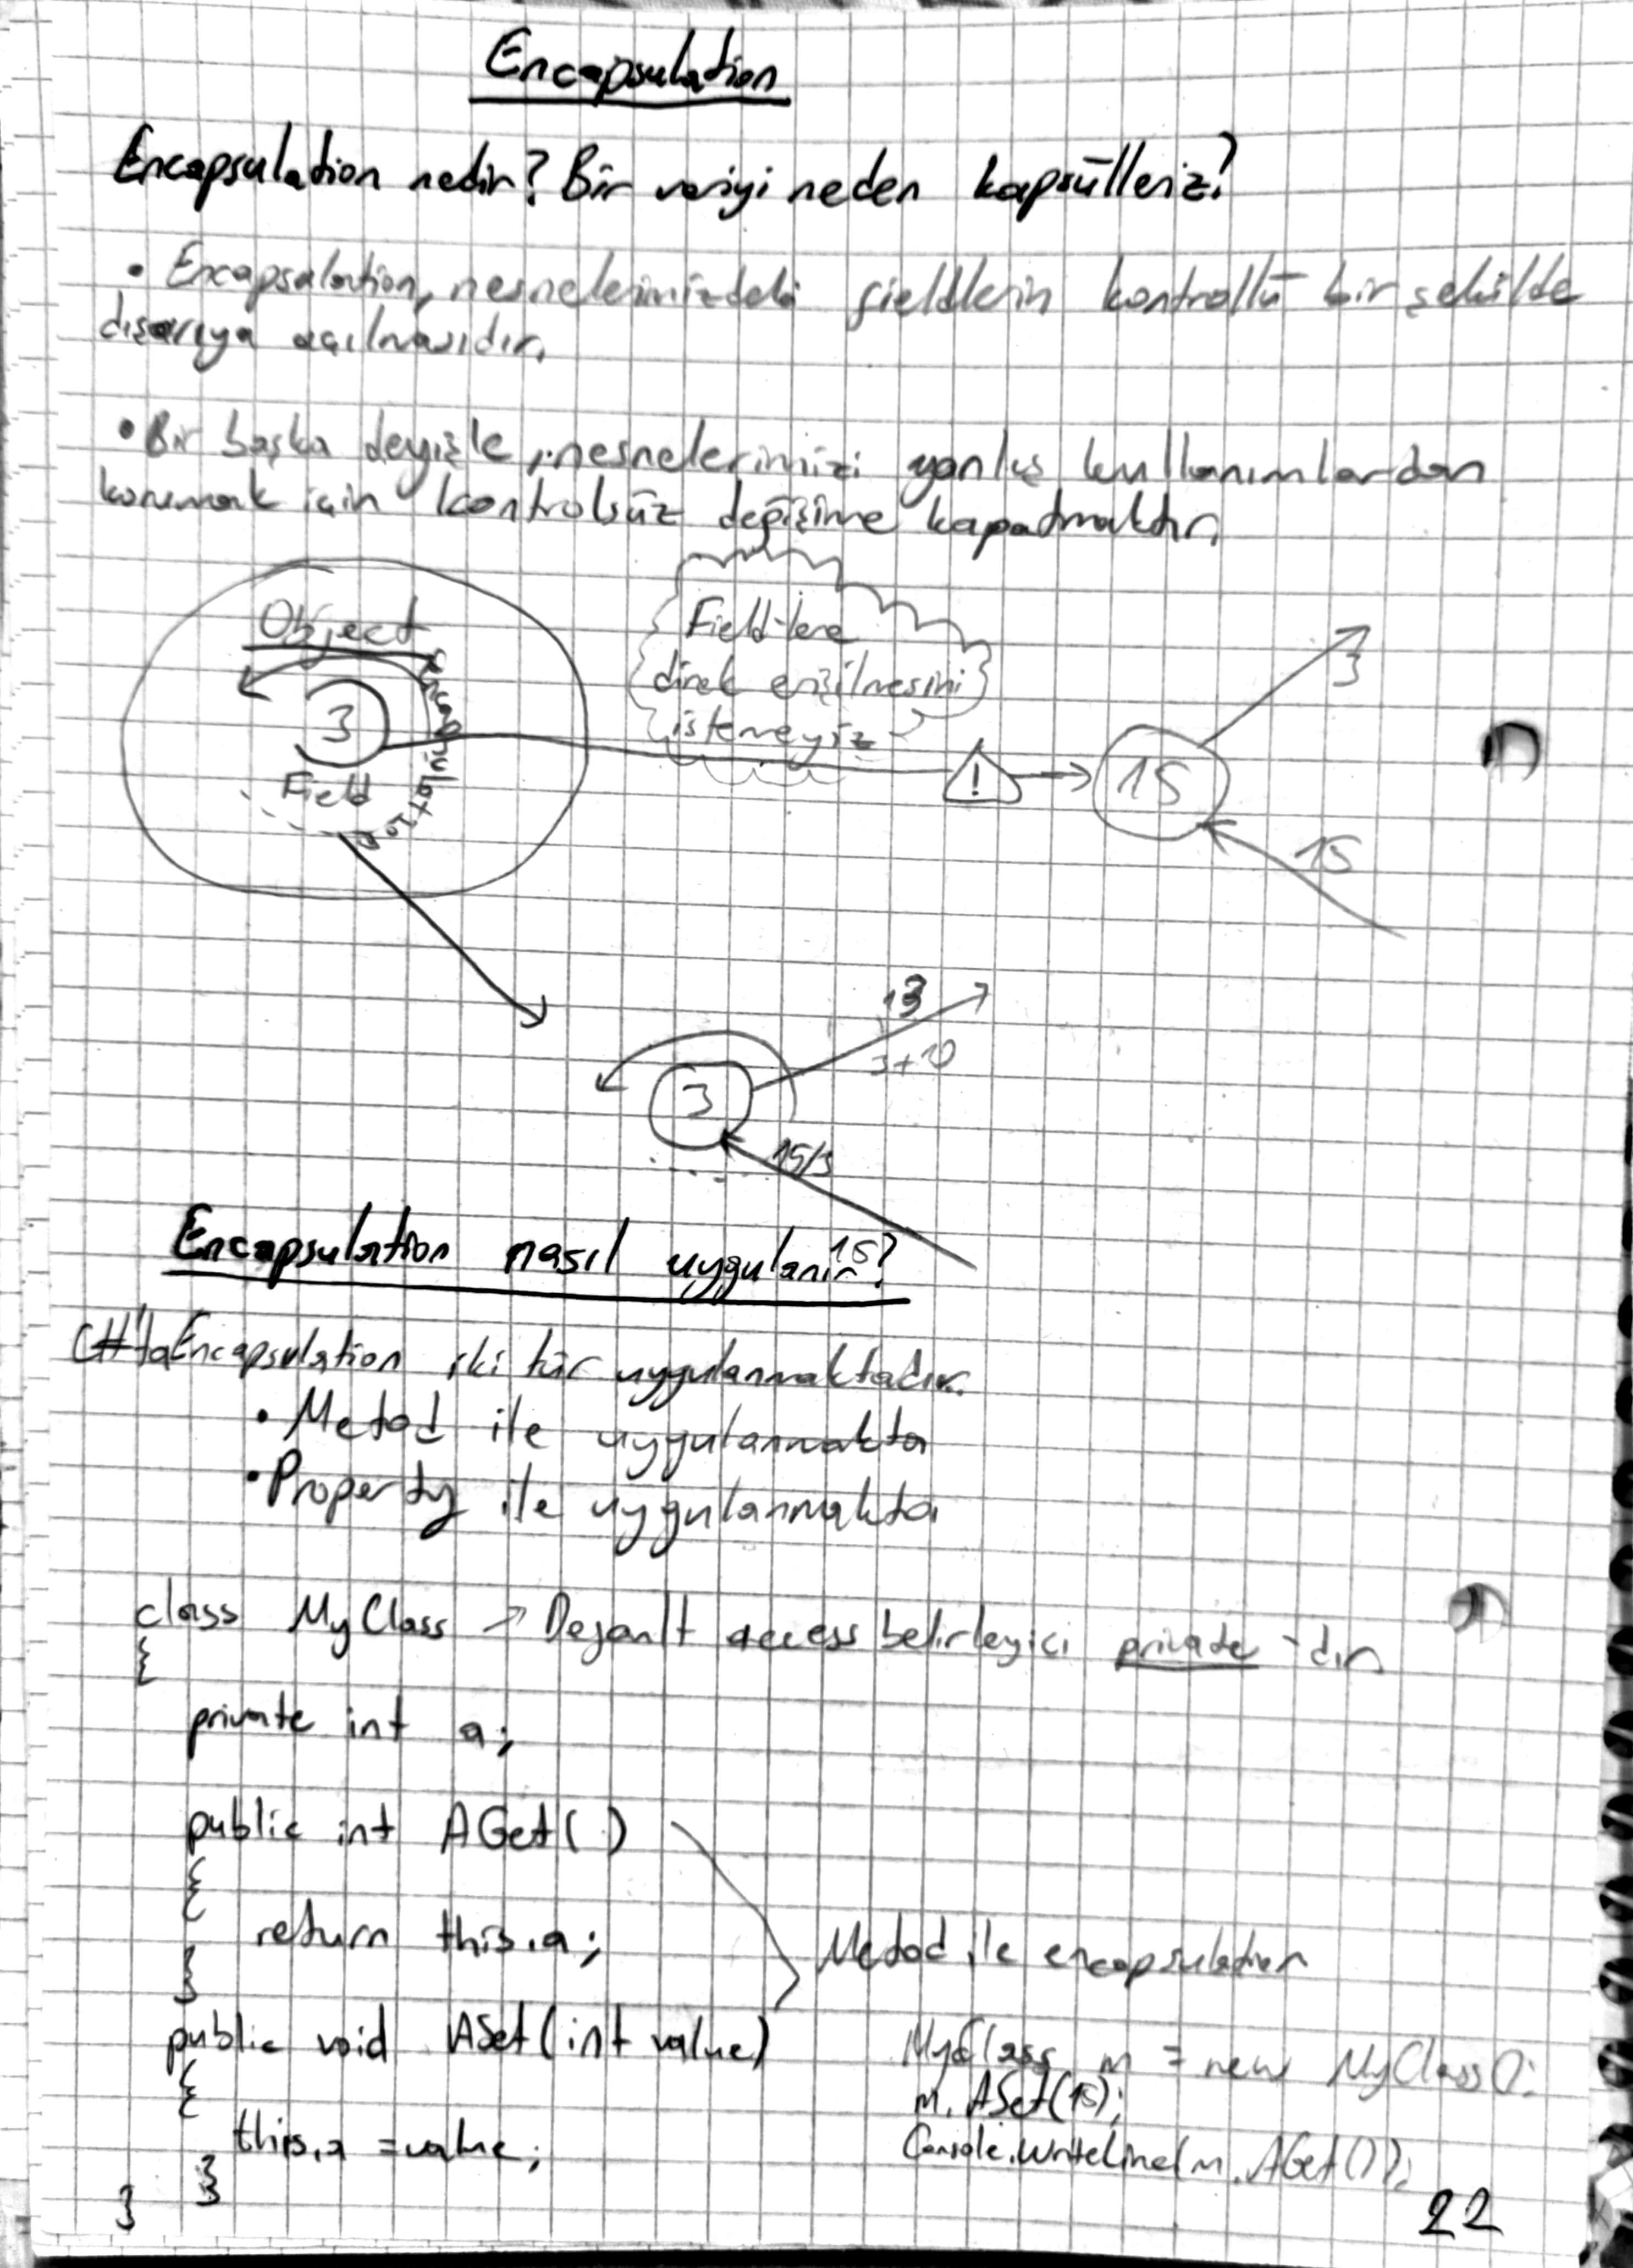 Encapsulation
Encapsulation nedir? Bir veriyi neden kapsülleriz?
• Encapsulation, nesnelerimizdeki fieldlerin kontrollü bir şekilde
dışarıya açılmasıdır.
• Bir başka deyişle, nesnelerimizi yanlış kullanımlardan
korumak için kontrolsüz değişime kapatmaktır.
Object
3
Field
encapsulation
Field-lere
direk erişilmesini
istemeyiz
!
15
3
15
3
13
3+10
15/3
15
Encapsulation nasıl uygulanır?
C#'ta Encapsulation iki tür uygulanmaktadır.
• Metod ile uygulanmakta
• Property ile uygulanmakta
class MyClass → Default access belirleyici private -dır
{
private int a;
public int AGet()
{
return this.a;
}
Metod ile encapsulation
public void ASet(int value)
{
this.a = value;
}
}
MyClass m = new MyClass();
m.ASet(15);
Console.WriteLine(m.AGet());
22